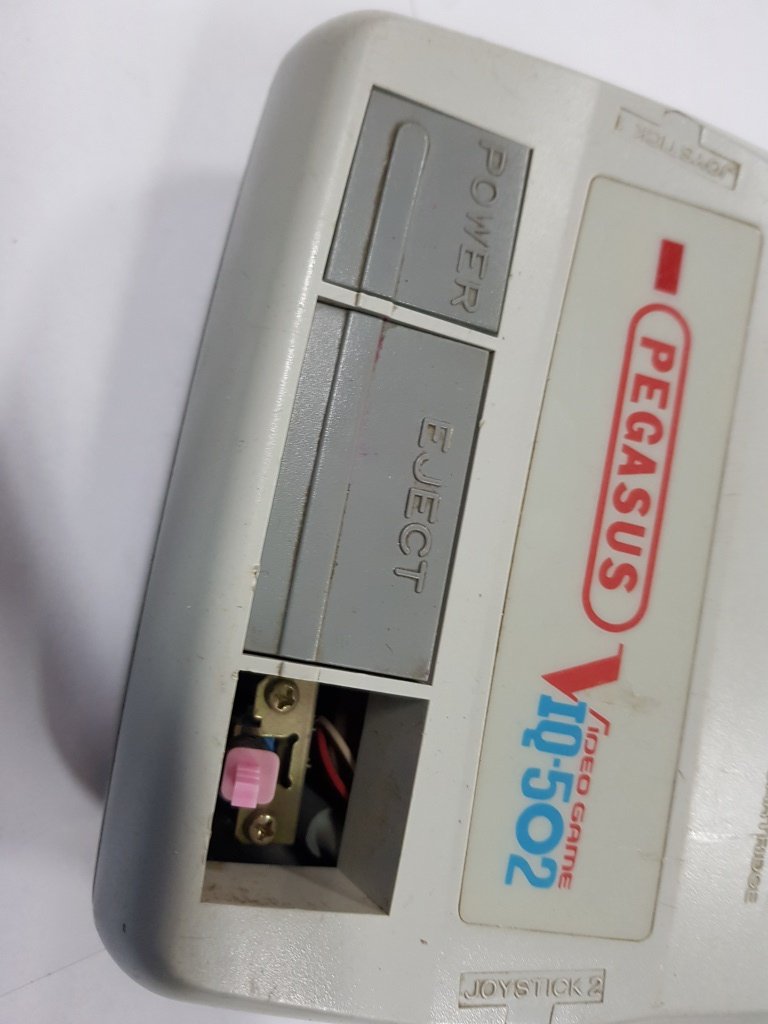 JOYSTICK 1
POWER
EJECT
PEGASUS
VIDEO GAME
IQ-502
JOYSTICK 2